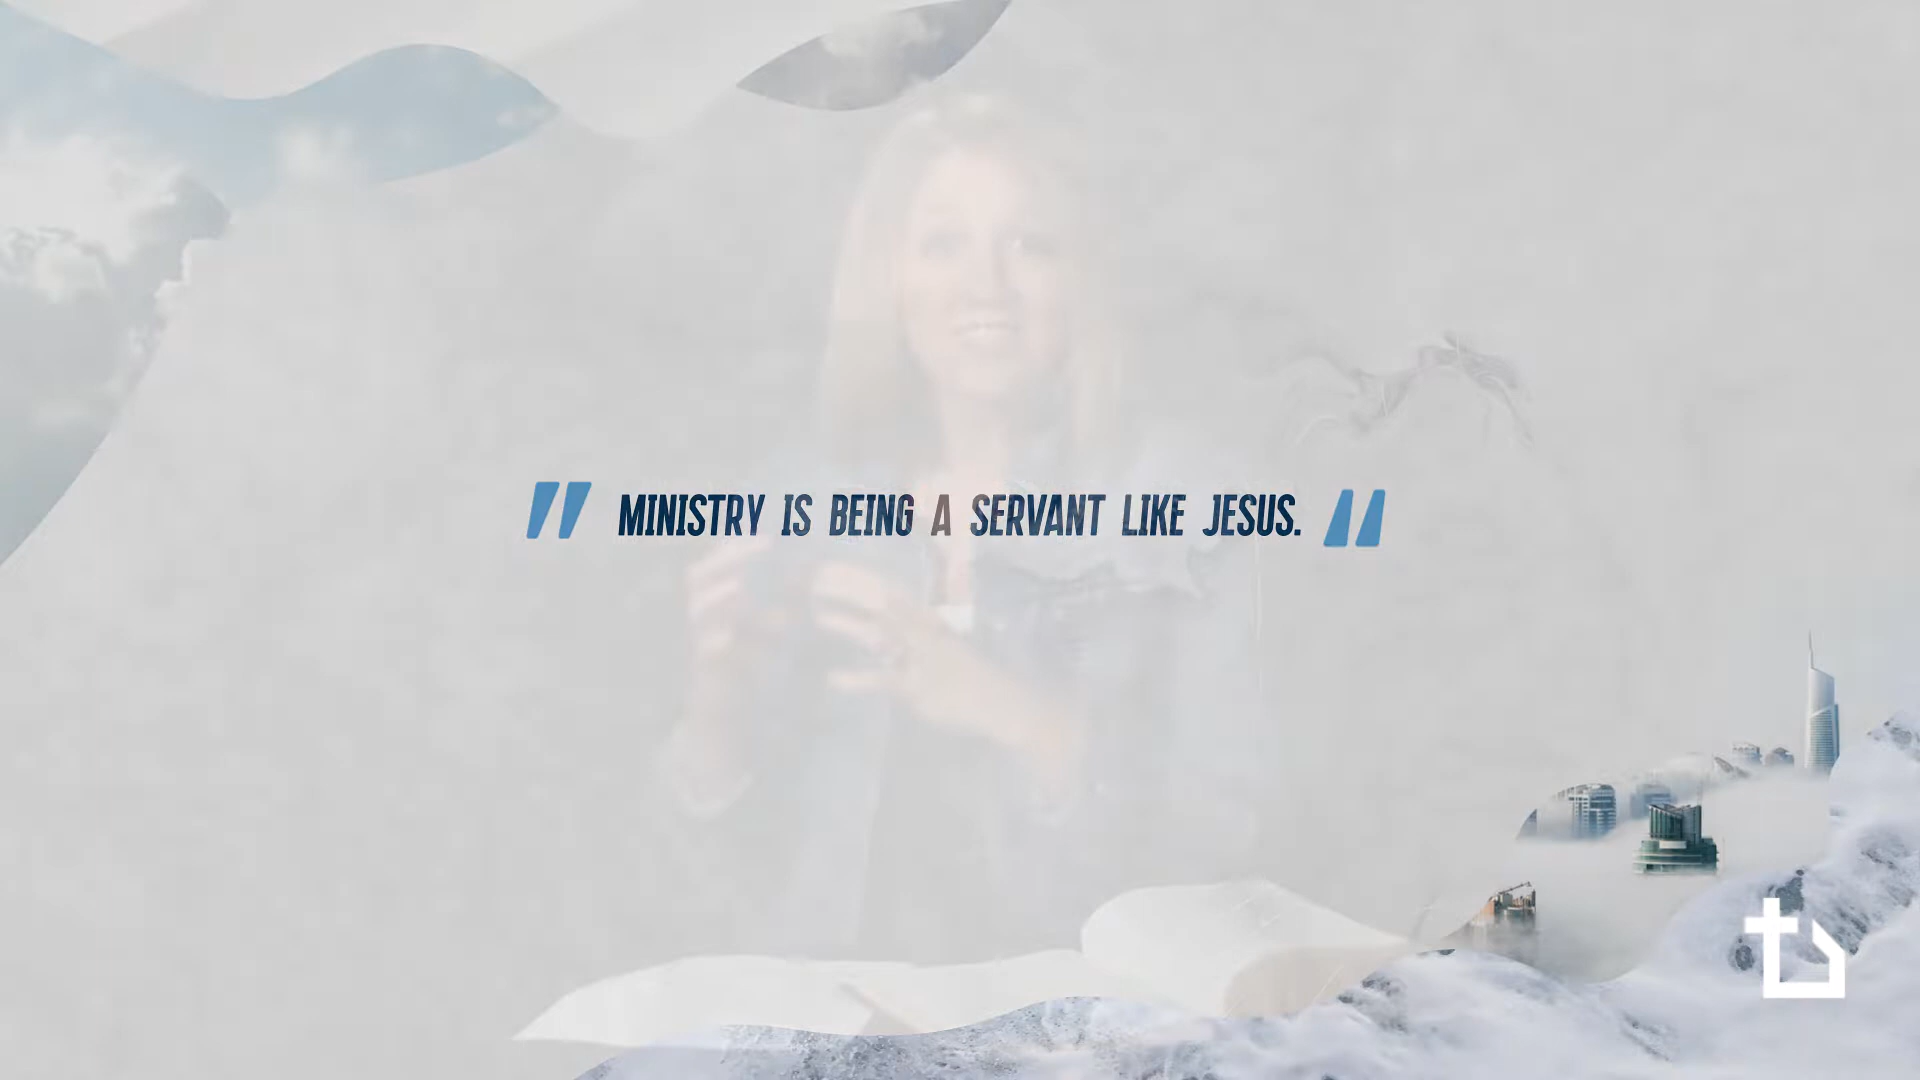 " MINISTRY IS BEING A SERVANT LIKE JESUS. "